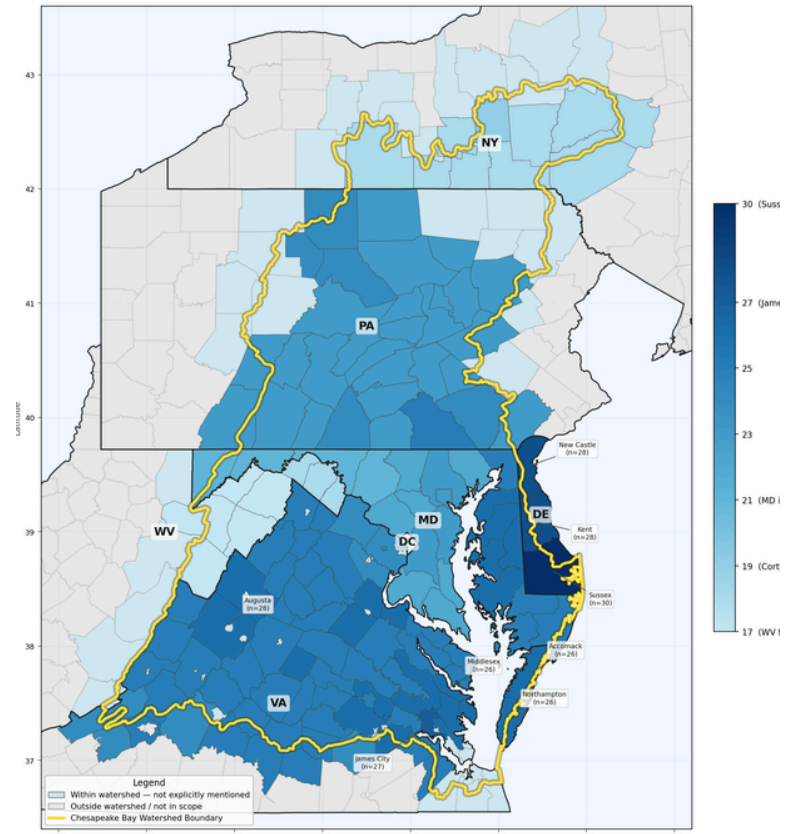 43
42
41
40
39
38
37
Latitude
NY
PA
New Castle
(n=28)
DE
WV
MD
DC
Kent
(n=28)
Augusta
(n=26)
Sussex
(n=30)
Accomack
(n=26)
Middlesex
(n=26)
Northampton
(n=26)
VA
James City
(n=27)
Legend
Within watershed — not explicitly mentioned
Outside watershed / not in scope
Chesapeake Bay Watershed Boundary
30 (Suss
27 (Jame
25
23
21 (MD i
19 (Cort
17 (WV